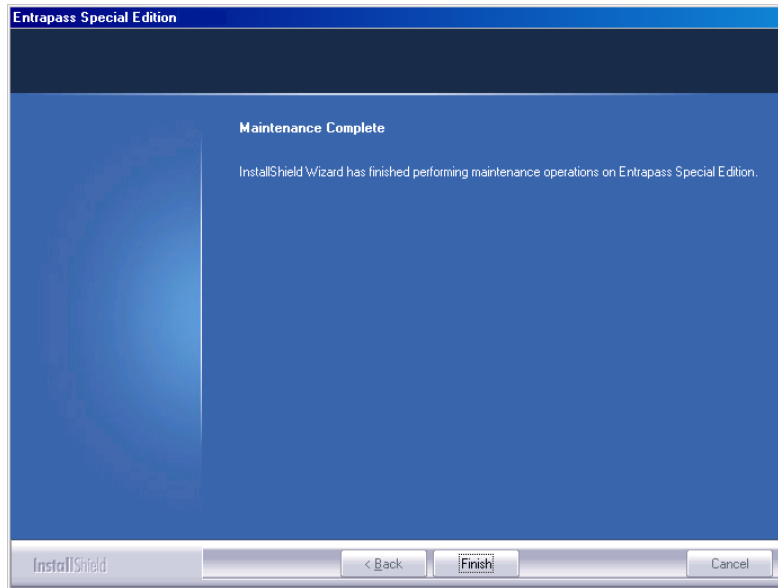 Entrapass Special Edition
Maintenance Complete
InstallShield Wizard has finished performing maintenance operations on Entrapass Special Edition.
InstallShield
< Back
Finish
Cancel